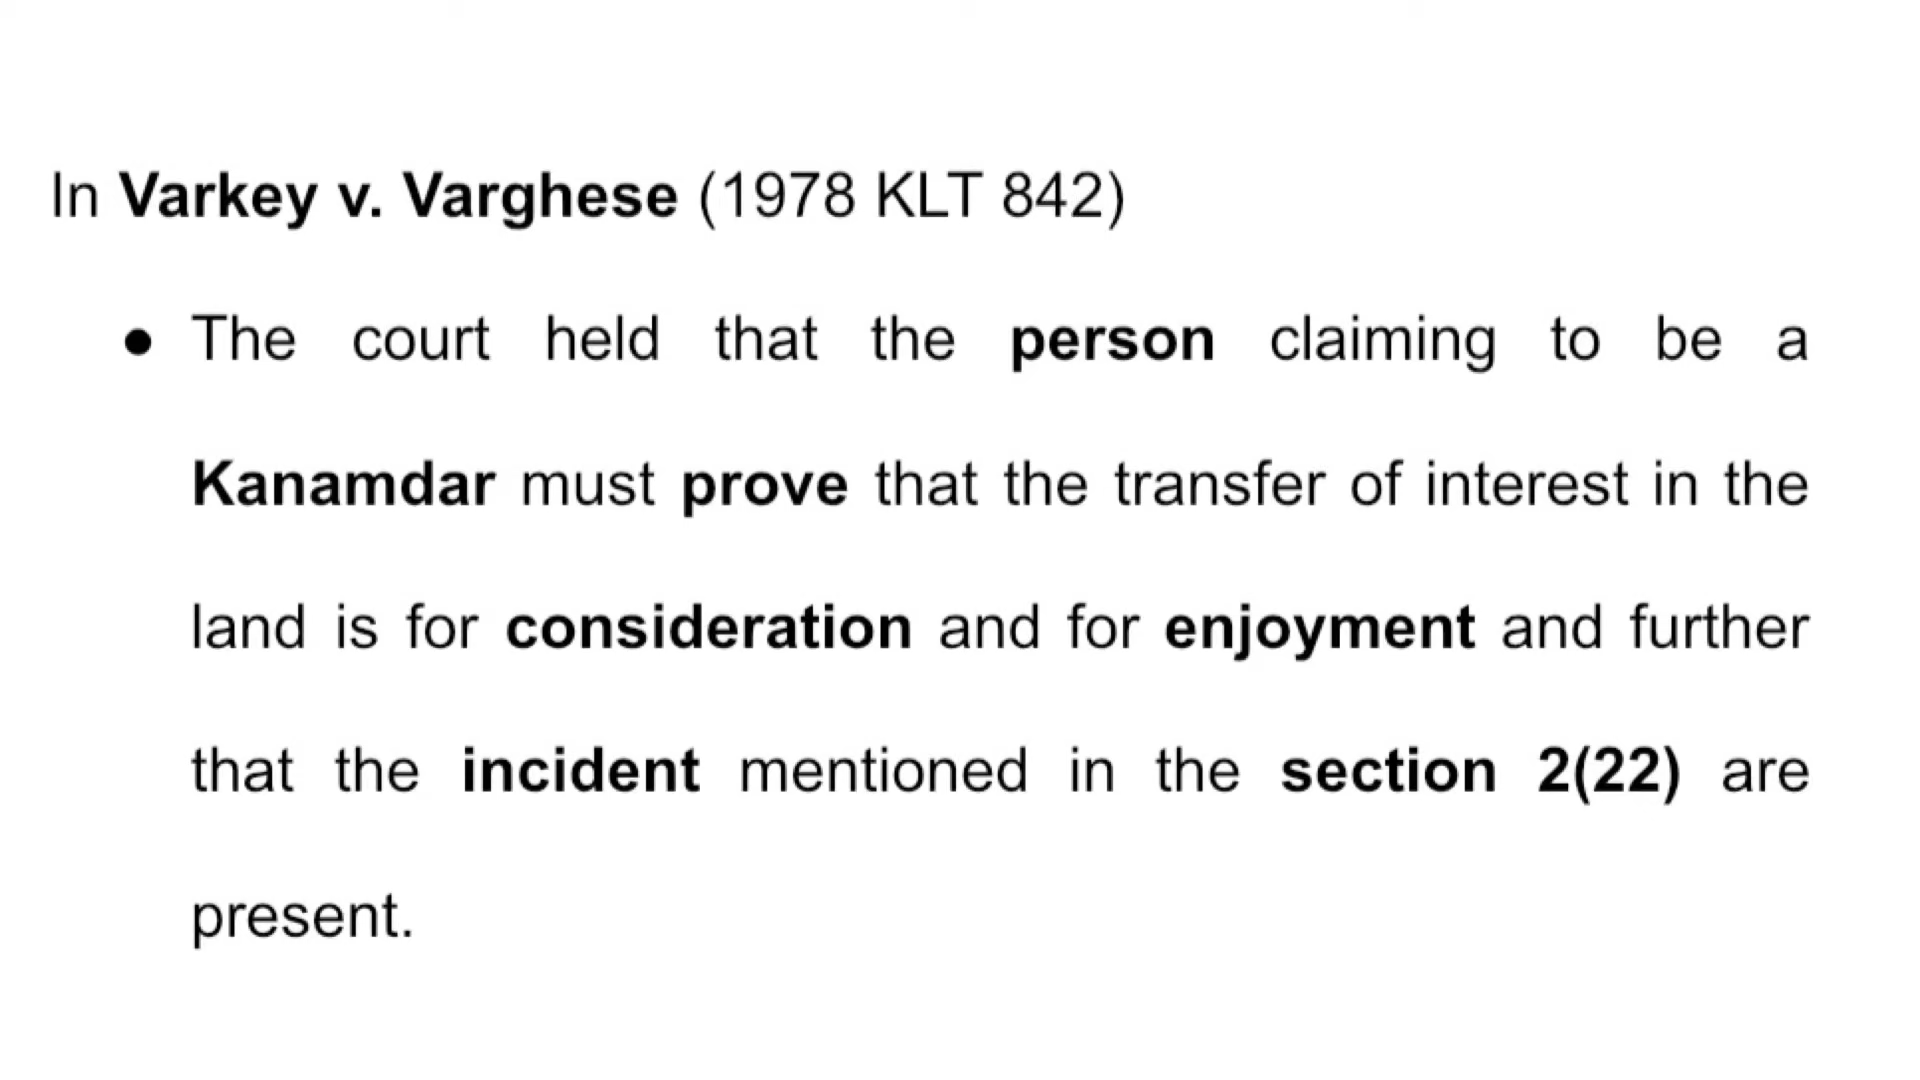 In Varkey v. Varghese (1978 KLT 842)
● The court held that the person claiming to be a
Kanamdar must prove that the transfer of interest in the
land is for consideration and for enjoyment and further
that the incident mentioned in the section 2(22) are
present.